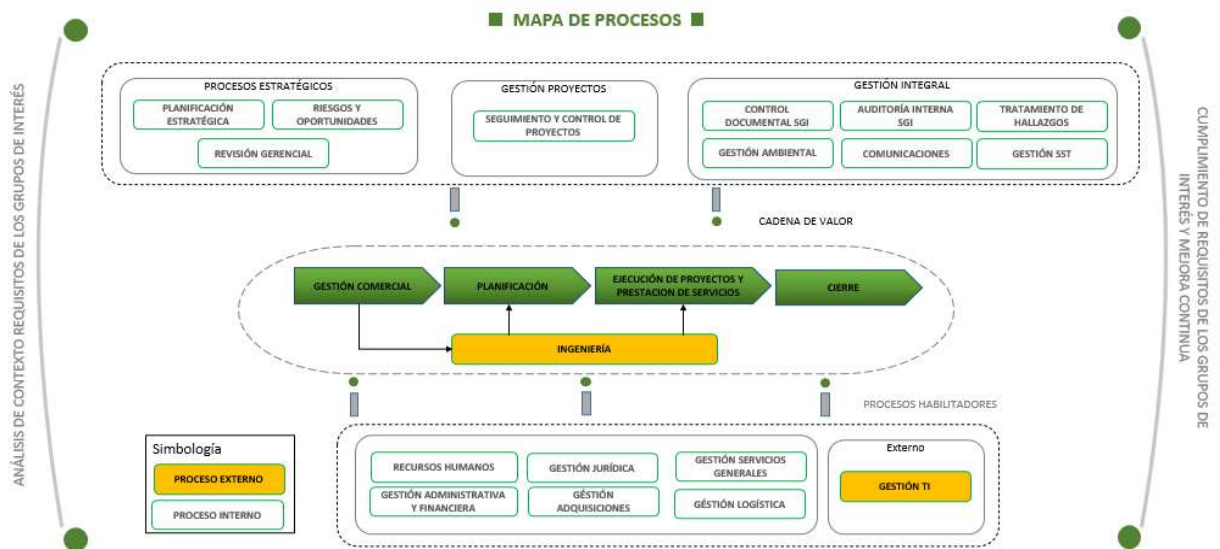 MAPA DE PROCESOS
ANÁLISIS DE CONTEXTO REQUISITOS DE LOS GRUPOS DE INTERÉS
PROCESOS ESTRATÉGICOS
PLANIFICACIÓN
ESTRATÉGICA
RIESGOS Y
OPORTUNIDADES
REVISIÓN GERENCIAL
GESTIÓN PROYECTOS
SEGUIMIENTO Y CONTROL DE
PROYECTOS
GESTIÓN INTEGRAL
CONTROL
DOCUMENTAL SGI
AUDITORÍA INTERNA
SGI
TRATAMIENTO DE
HALLAZGOS
GESTIÓN AMBIENTAL
COMUNICACIONES
GESTIÓN SST
CADENA DE VALOR
GESTIÓN COMERCIAL
PLANIFICACIÓN
EJECUCIÓN DE PROYECTOS Y
PRESTACION DE SERVICIOS
CIERRE
INGENIERÍA
PROCESOS HABILITADORES
RECURSOS HUMANOS
GESTIÓN JURÍDICA
GESTIÓN SERVICIOS
GENERALES
GESTIÓN ADMINISTRATIVA
Y FINANCIERA
GÉSTIÓN
ADQUISICIONES
GÉSTIÓN LOGÍSTICA
Externo
GESTIÓN TI
Simbología
PROCESO EXTERNO
PROCESO INTERNO
CUMPLIMIENTO DE REQUISITOS DE LOS GRUPOS DE
INTERÉS Y MEJORA CONTINUA